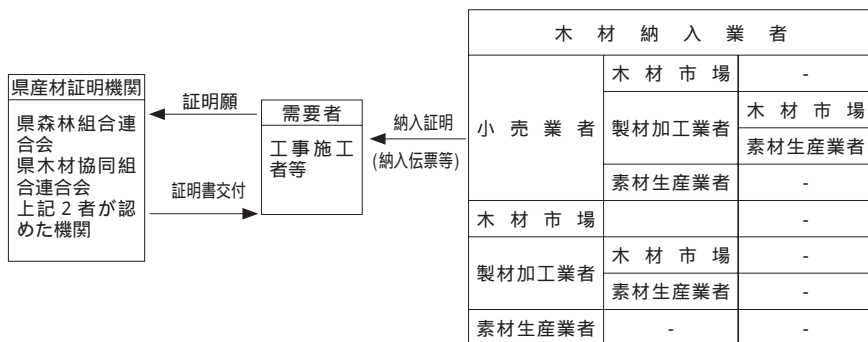 県産材証明機関
県森林組合連
合会
県木材協同組
合連合会
上記2者が認
めた機関
証明願
証明書交付
需要者
工事施工
者等
納入証明
(納入伝票等)
木材納入業者
小売業者 木材市場 -
製材加工業者 木材市場
素材生産業者
素材生産業者 -
木材市場 -
製材加工業者 木材市場 -
素材生産業者 -
素材生産業者 - -